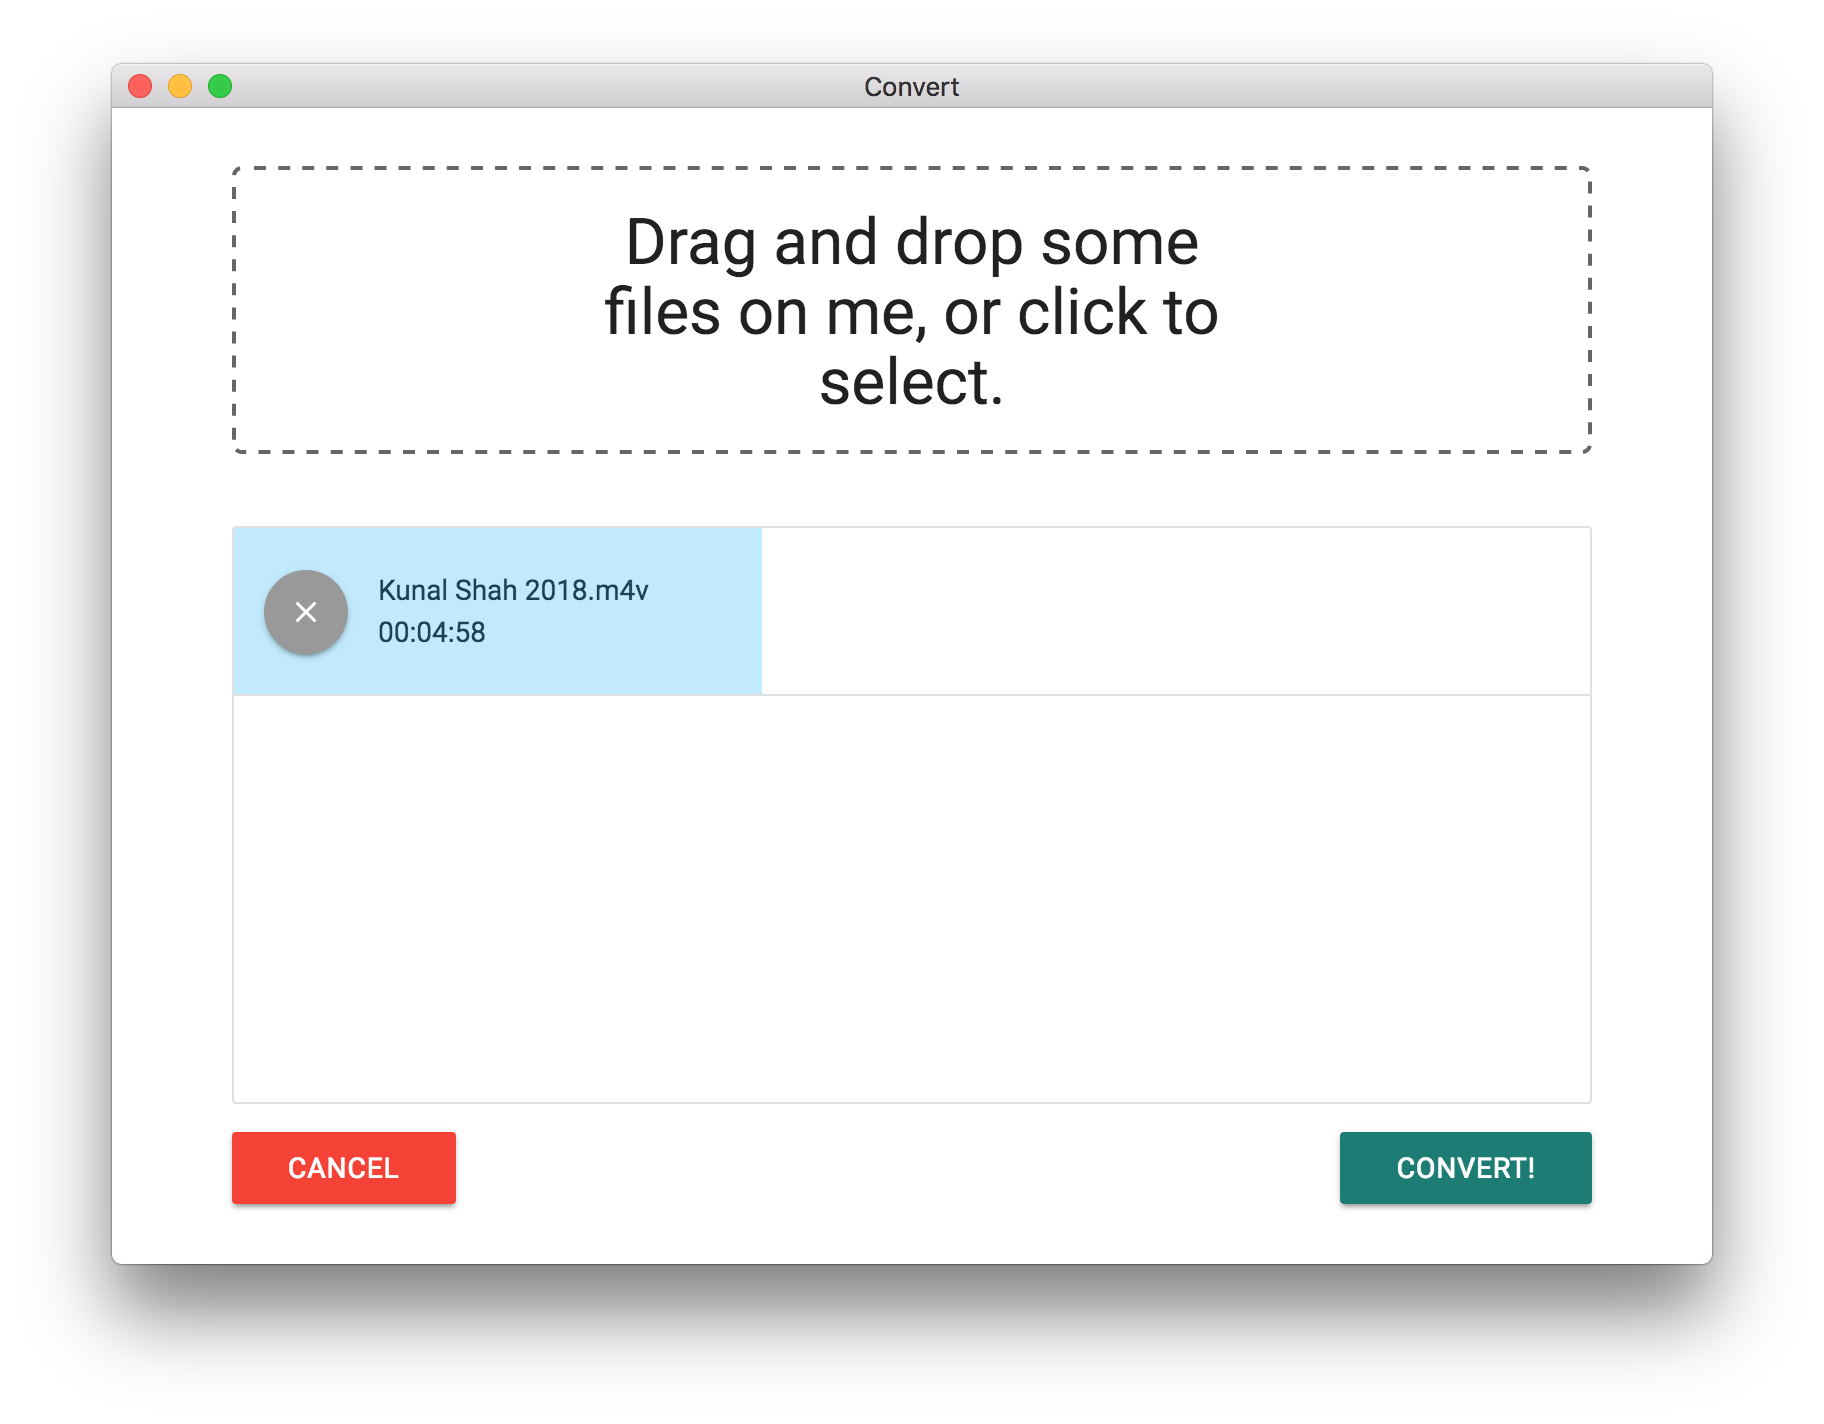 Convert
Drag and drop some
files on me, or click to
select.
Kunal Shah 2018.m4v
00:04:58
CANCEL
CONVERT!